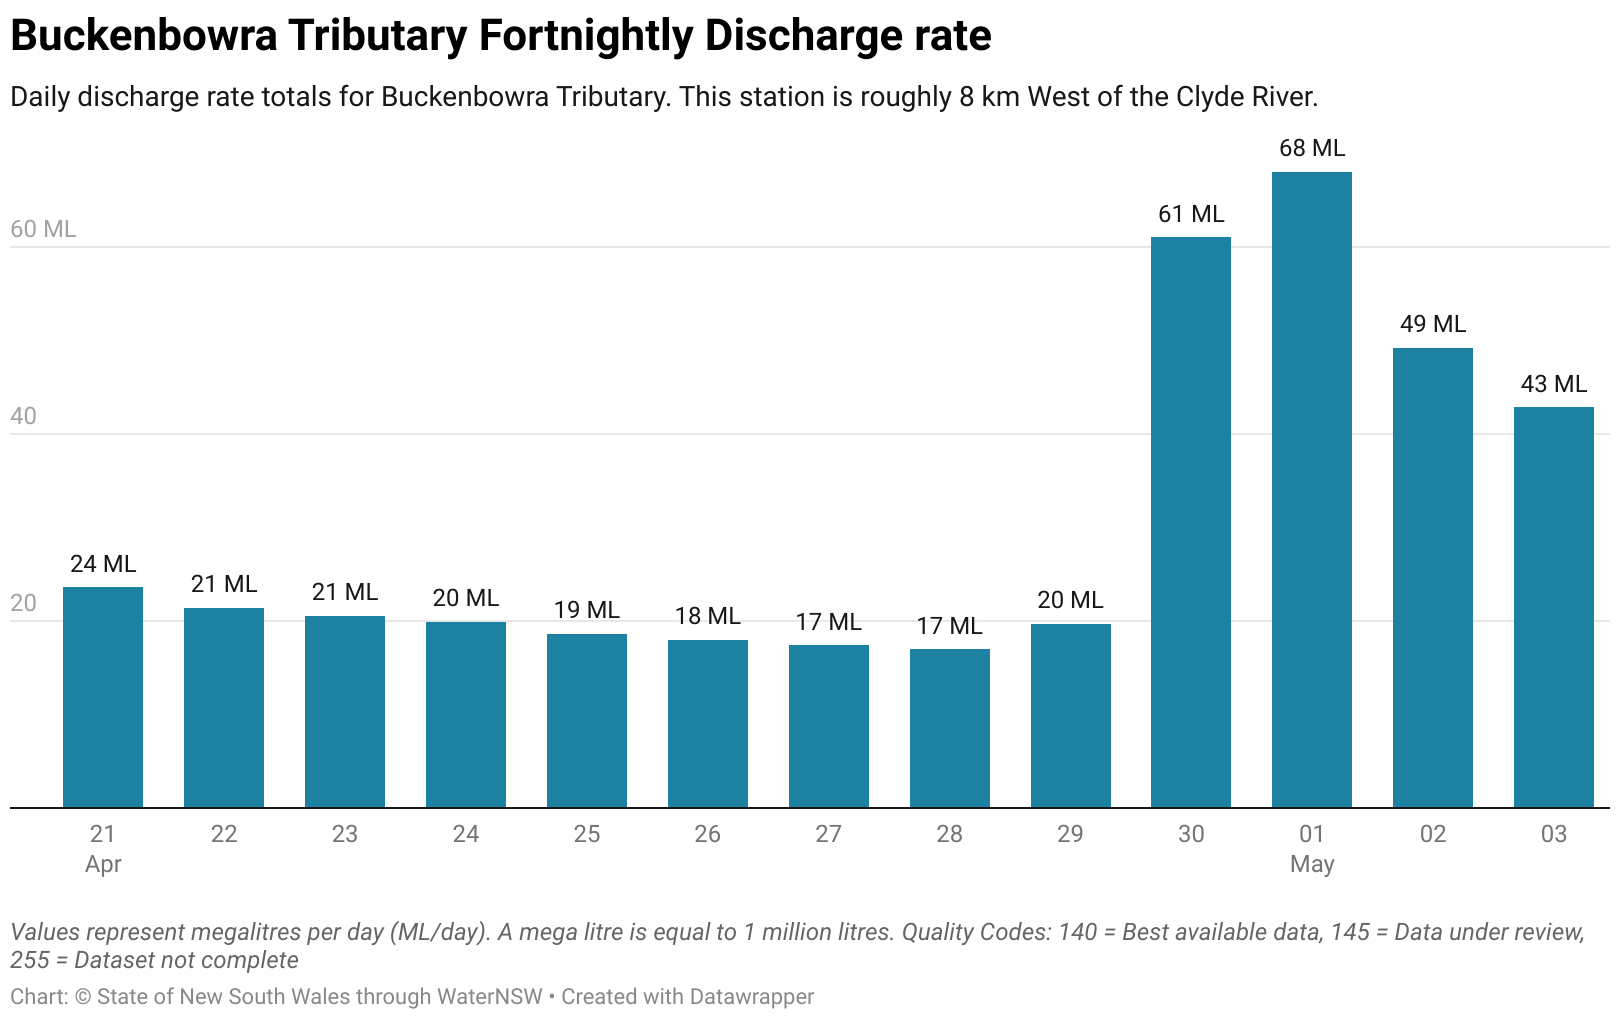 Buckenbowra Tributary Fortnightly Discharge rate
Daily discharge rate totals for Buckenbowra Tributary. This station is roughly 8 km West of the Clyde River.
60 ML
40
20
24 ML
21 ML
21 ML
20 ML
19 ML
18 ML
17 ML
17 ML
20 ML
61 ML
68 ML
49 ML
43 ML
21 22 23 24 25 26 27 28 29 30 01 02 03
Apr May
Values represent megalitres per day (ML/day). A mega litre is equal to 1 million litres. Quality Codes: 140 = Best available data, 145 = Data under review,
255 = Dataset not complete
Chart: © State of New South Wales through WaterNSW • Created with Datawrapper